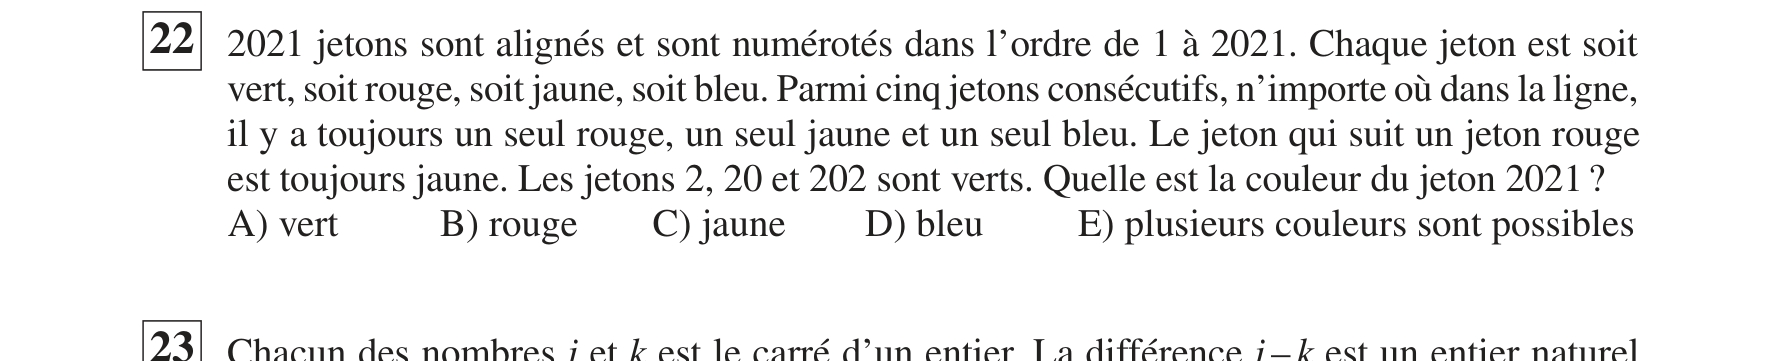 22 2021 jetons sont alignés et sont numérotés dans l’ordre de 1 à 2021. Chaque jeton est soit
vert, soit rouge, soit jaune, soit bleu. Parmi cinq jetons consécutifs, n’importe où dans la ligne,
il y a toujours un seul rouge, un seul jaune et un seul bleu. Le jeton qui suit un jeton rouge
est toujours jaune. Les jetons 2, 20 et 202 sont verts. Quelle est la couleur du jeton 2021 ?
A) vert B) rouge C) jaune D) bleu E) plusieurs couleurs sont possibles
23 Chacun des nombres j et k est le carré d’un entier. La différence j – k est un entier naturel